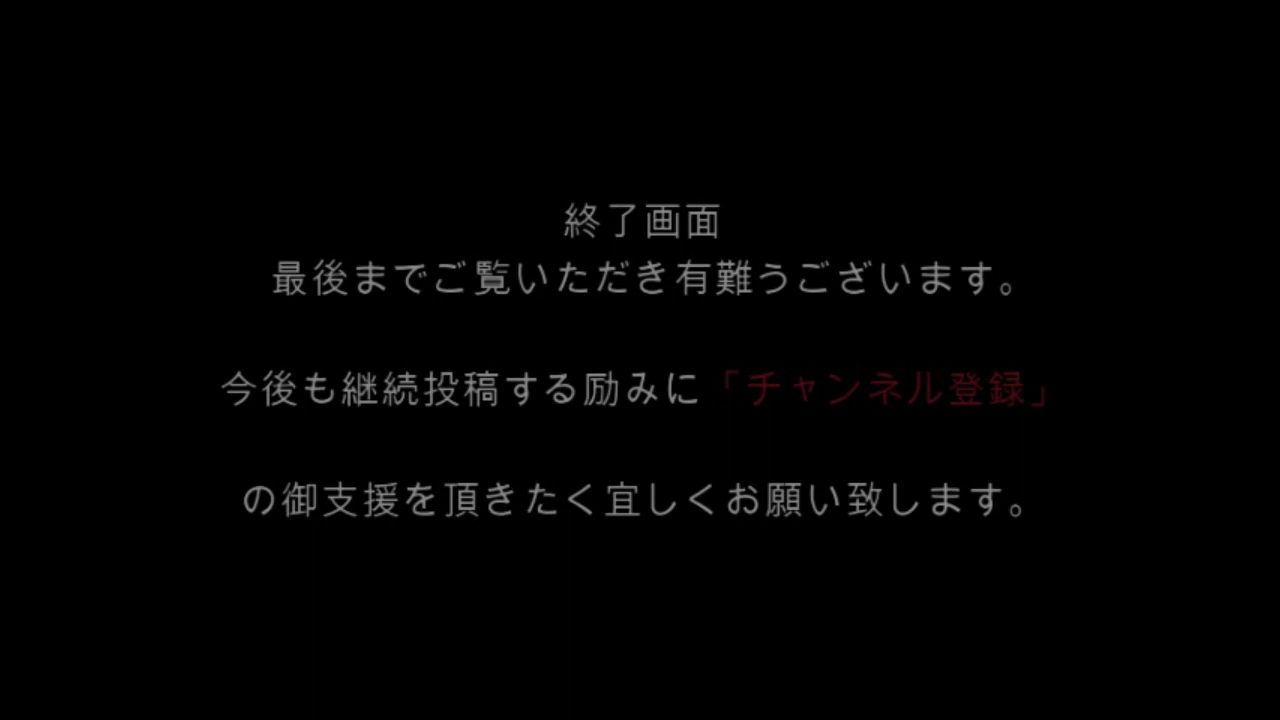 終了画面
最後までご覧いただき有難うございます。
今後も継続投稿する励みに「チャンネル登録」
の御支援を頂きたく宜しくお願い致します。